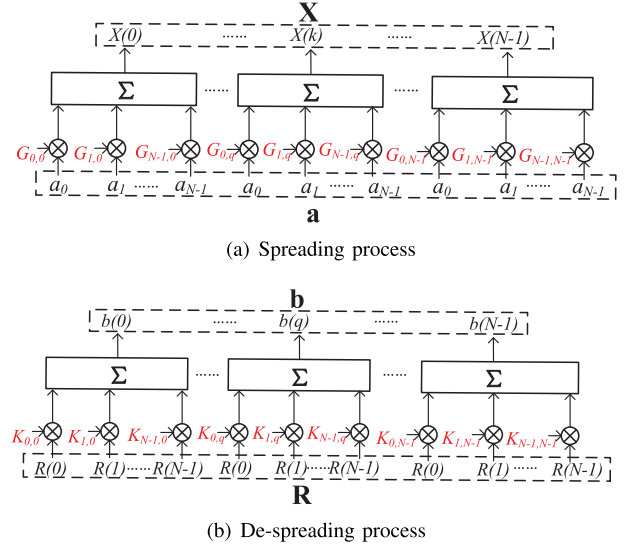 X
X(0) ...... X(k) ...... X(N-1)
Σ ...... Σ ...... Σ
G0,0 G1,0 GN-1,0 G0,q G1,q GN-1,q G0,N-1 G1,N-1 GN-1,N-1
a0 a1 ...... aN-1 a0 a1 ...... aN-1 a0 a1 ...... aN-1
a
(a) Spreading process
b
b(0) ...... b(q) ...... b(N-1)
Σ ...... Σ ...... Σ
K0,0 K1,0 KN-1,0 K0,q K1,q KN-1,q K0,N-1 K1,N-1 KN-1,N-1
R(0) R(1)......R(N-1) R(0) R(1)......R(N-1) R(0) R(1) ...... R(N-1)
R
(b) De-spreading process